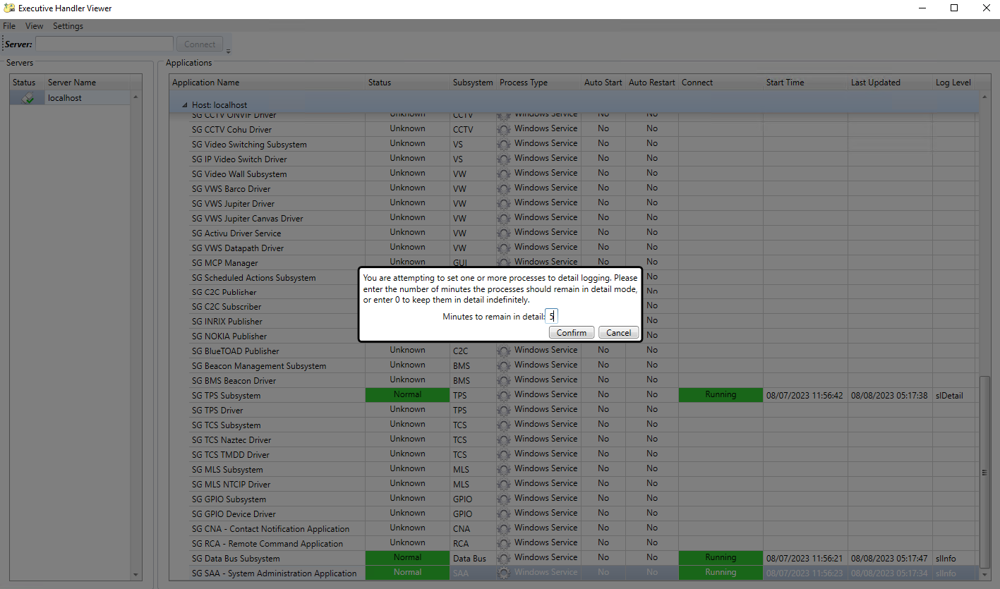 Executive Handler Viewer
File View Settings
Server: Connect
Servers
Status Server Name
localhost
Applications
Application Name Status Subsystem Process Type Auto Start Auto Restart Connect Start Time Last Updated Log Level
Host: localhost
SG CCTV ONVIF Driver Unknown CCTV Windows Service No No
SG CCTV Cohu Driver Unknown CCTV Windows Service No No
SG Video Switching Subsystem Unknown VS Windows Service No No
SG IP Video Switch Driver Unknown VS Windows Service No No
SG Video Wall Subsystem Unknown VW Windows Service No No
SG VWS Barco Driver Unknown VW Windows Service No No
SG VWS Jupiter Driver Unknown VW Windows Service No No
SG VWS Jupiter Canvas Driver Unknown VW Windows Service No No
SG Activu Driver Service Unknown VW Windows Service No No
SG VWS Datapath Driver Unknown VW Windows Service No No
SG MCP Manager Unknown GUI Windows Service No No
SG Scheduled Actions Subsystem No
SG C2C Publisher No
SG C2C Subscriber No
SG INRIX Publisher No
SG NOKIA Publisher No
You are attempting to set one or more processes to detail logging. Please
enter the number of minutes the processes should remain in detail mode,
or enter 0 to keep them in detail indefinitely.
Minutes to remain in detail: 5
Confirm Cancel
SG BlueTOAD Publisher Unknown C2C Windows Service No No
SG Beacon Management Subsystem Unknown BMS Windows Service No No
SG BMS Beacon Driver Unknown BMS Windows Service No No
SG TPS Subsystem Normal TPS Windows Service No No Running 08/07/2023 11:56:42 08/08/2023 05:17:38 slDetail
SG TPS Driver Unknown TPS Windows Service No No
SG TCS Subsystem Unknown TCS Windows Service No No
SG TCS Naztec Driver Unknown TCS Windows Service No No
SG TCS TMDD Driver Unknown TCS Windows Service No No
SG MLS Subsystem Unknown MLS Windows Service No No
SG MLS NTCIP Driver Unknown MLS Windows Service No No
SG GPIO Subsystem Unknown GPIO Windows Service No No
SG GPIO Device Driver Unknown GPIO Windows Service No No
SG CNA - Contact Notification Application Unknown CNA Windows Service No No
SG RCA - Remote Command Application Unknown RCA Windows Service No No
SG Data Bus Subsystem Normal Data Bus Windows Service No No Running 08/07/2023 11:56:21 08/08/2023 05:17:47 slInfo
SG SAA - System Administration Application Normal SAA Windows Service No No Running 08/07/2023 11:56:23 08/08/2023 05:17:34 slInfo